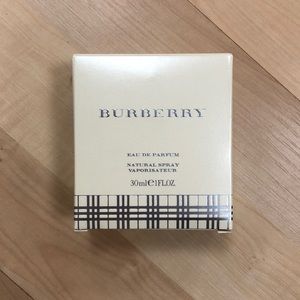 BURBERRY
EAU DE PARFUM
NATURAL SPRAY
VAPORISATEUR
30ml℮1FL.OZ.